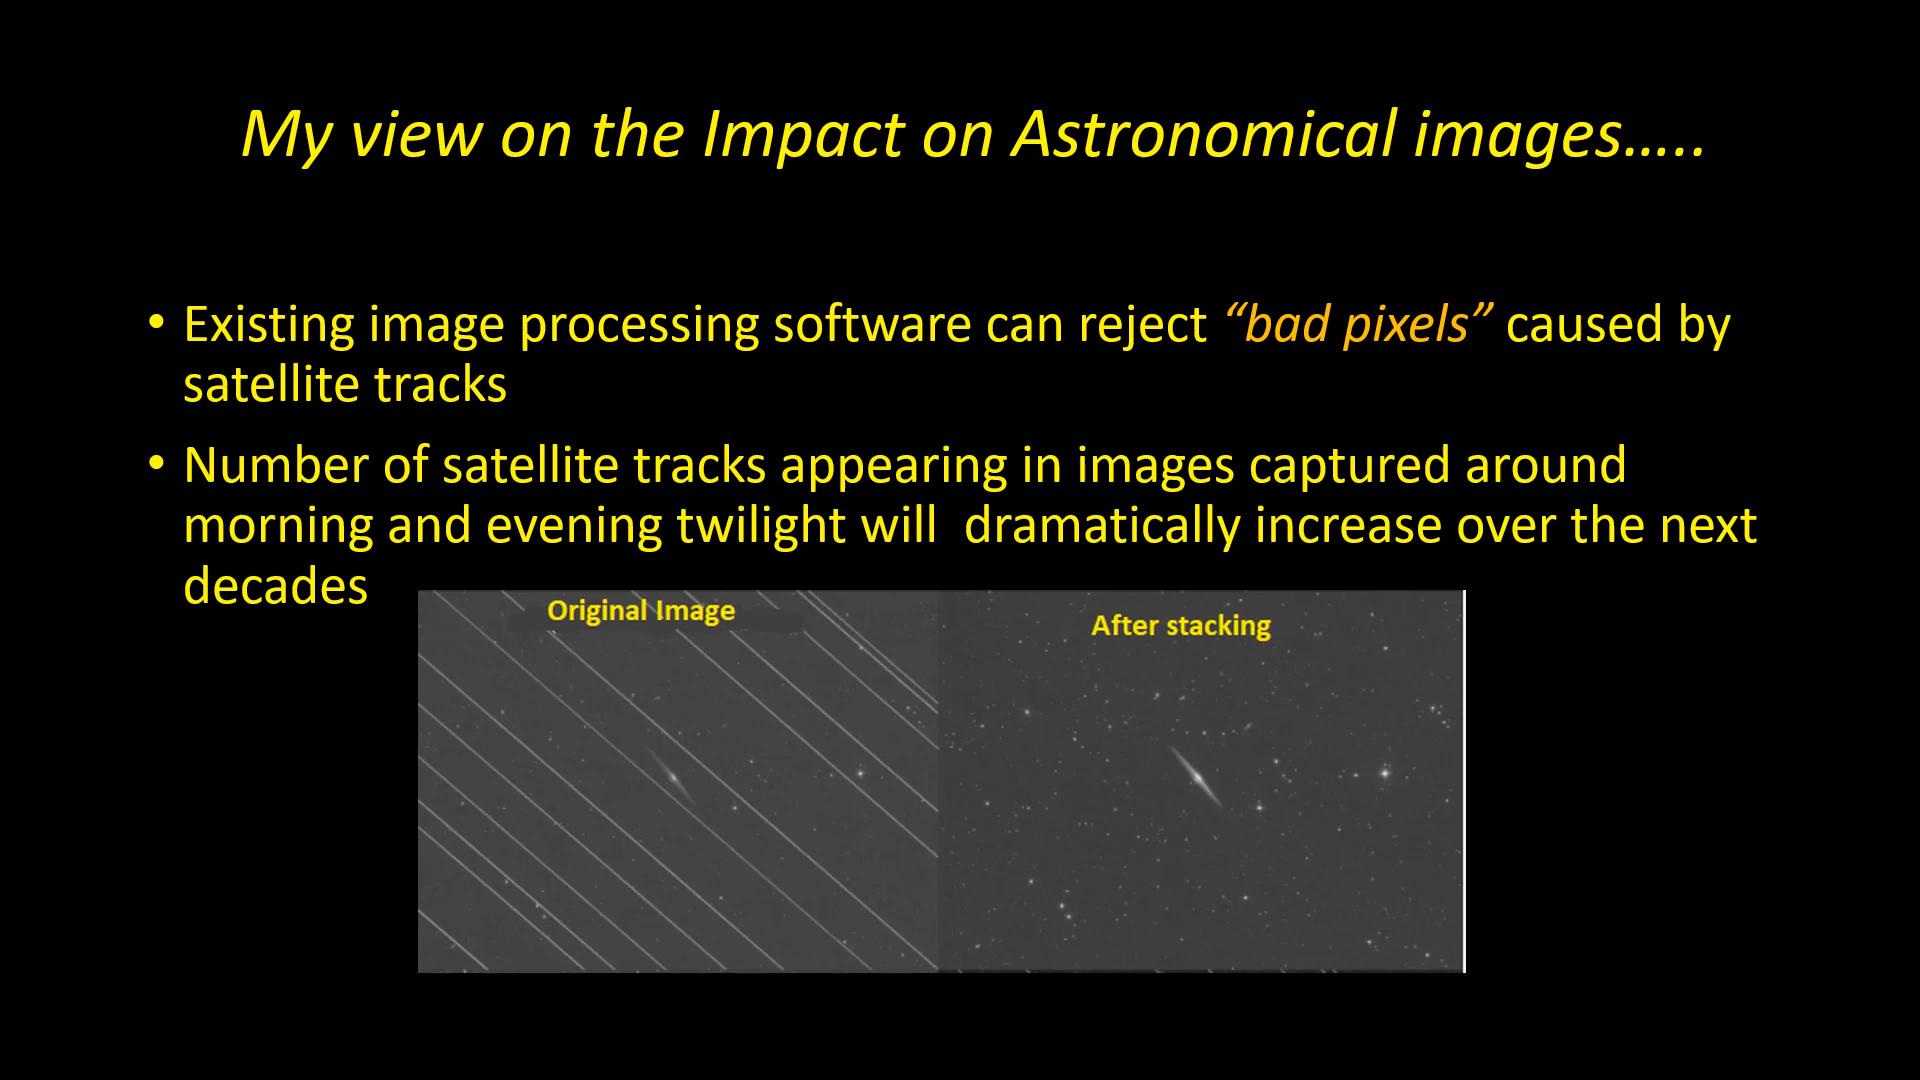 My view on the Impact on Astronomical images…..
• Existing image processing software can reject “bad pixels” caused by
satellite tracks
• Number of satellite tracks appearing in images captured around
morning and evening twilight will  dramatically increase over the next
decades
Original Image
After stacking